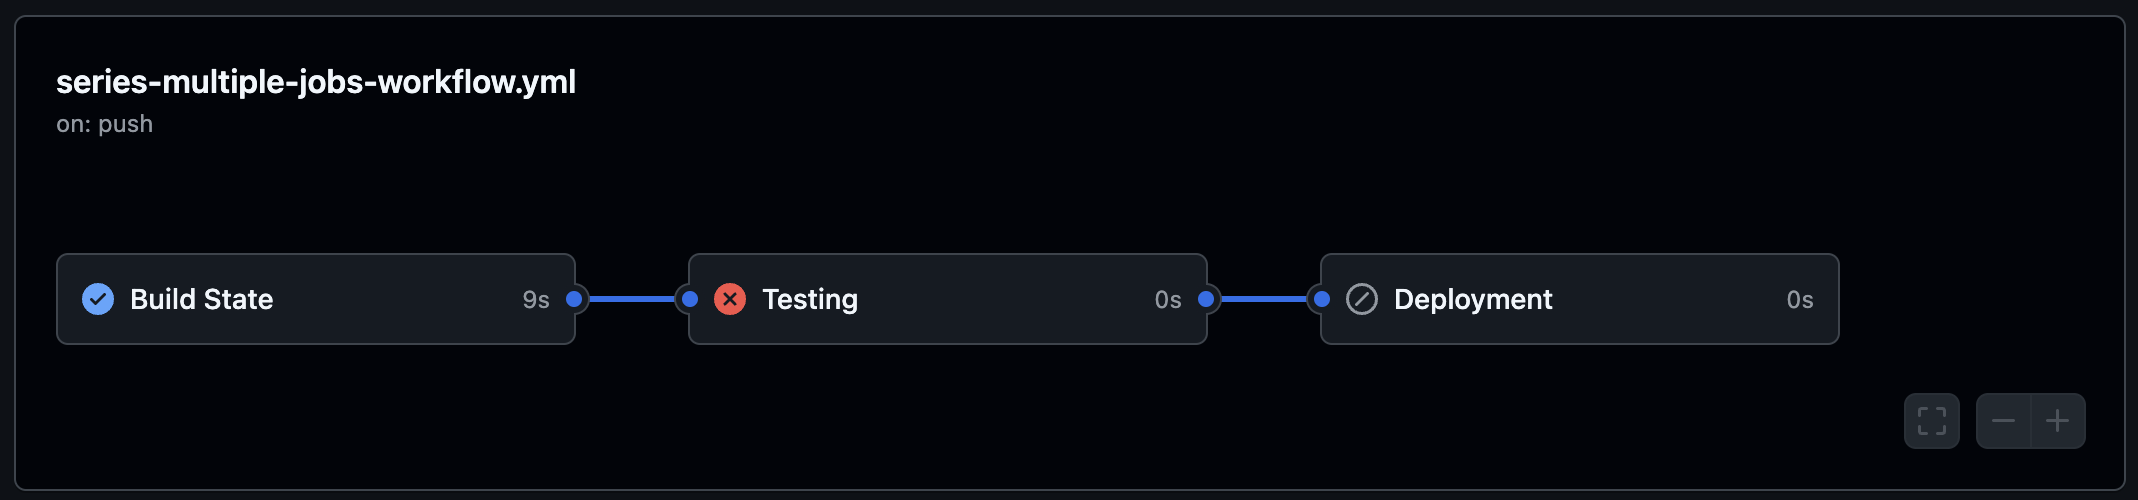 series-multiple-jobs-workflow.yml
on: push
Build State 9s
Testing 0s
Deployment 0s